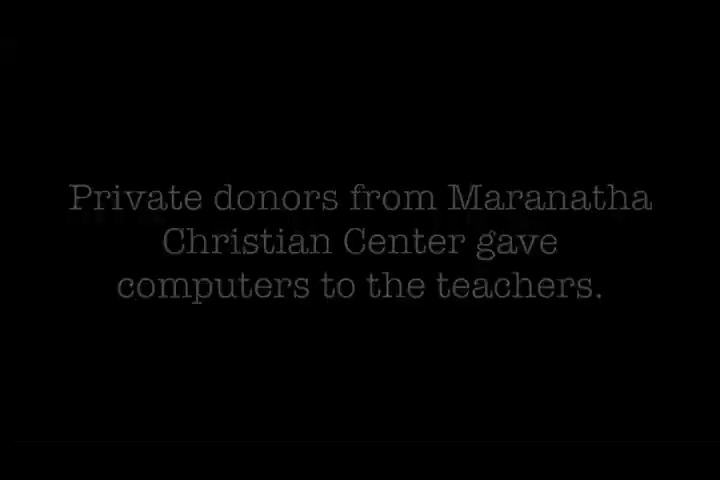 Private donors from Maranatha
Christian Center gave
computers to the teachers.